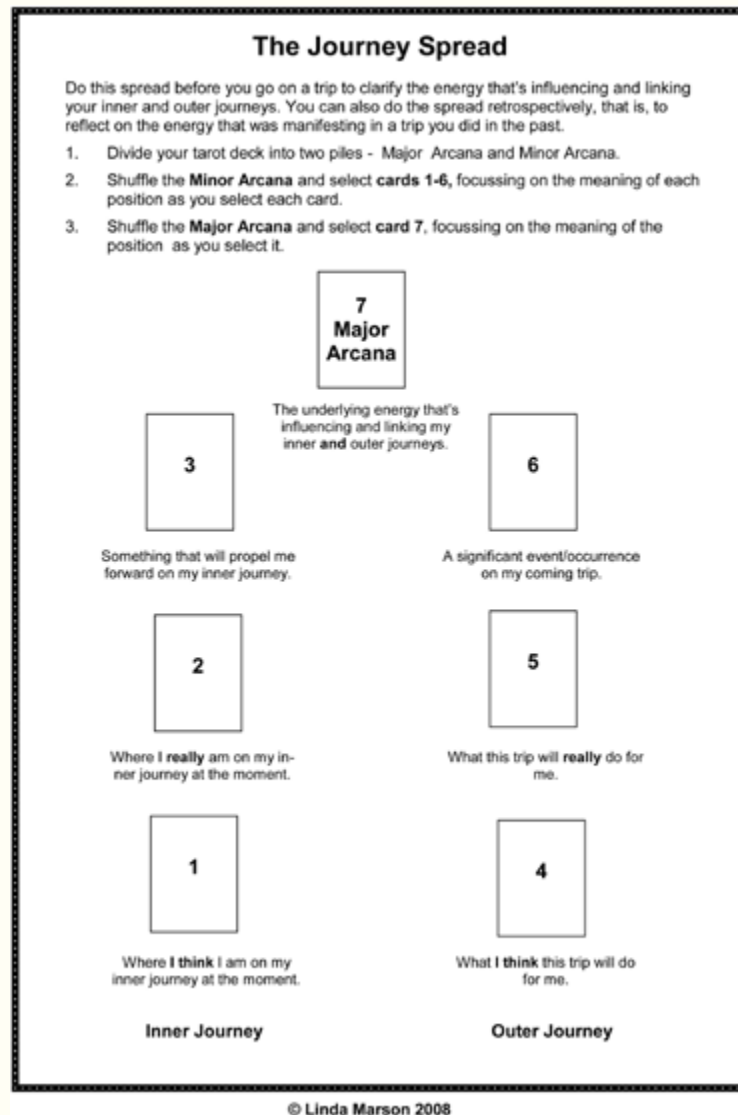 The Journey Spread
Do this spread before you go on a trip to clarify the energy that's influencing and linking
your inner and outer journeys. You can also do the spread retrospectively, that is, to
reflect on the energy that was manifesting in a trip you did in the past.
1. Divide your tarot deck into two piles - Major Arcana and Minor Arcana.
2. Shuffle the Minor Arcana and select cards 1-6, focussing on the meaning of each
position as you select each card.
3. Shuffle the Major Arcana and select card 7, focussing on the meaning of the
position as you select it.
7
Major
Arcana
The underlying energy that's
influencing and linking my
inner and outer journeys.
3
Something that will propel me
forward on my inner journey.
6
A significant event/occurrence
on my coming trip.
2
Where I really am on my in-
ner journey at the moment.
5
What this trip will really do for
me.
1
Where I think I am on my
inner journey at the moment.
4
What I think this trip will do
for me.
Inner Journey
Outer Journey
© Linda Marson 2008